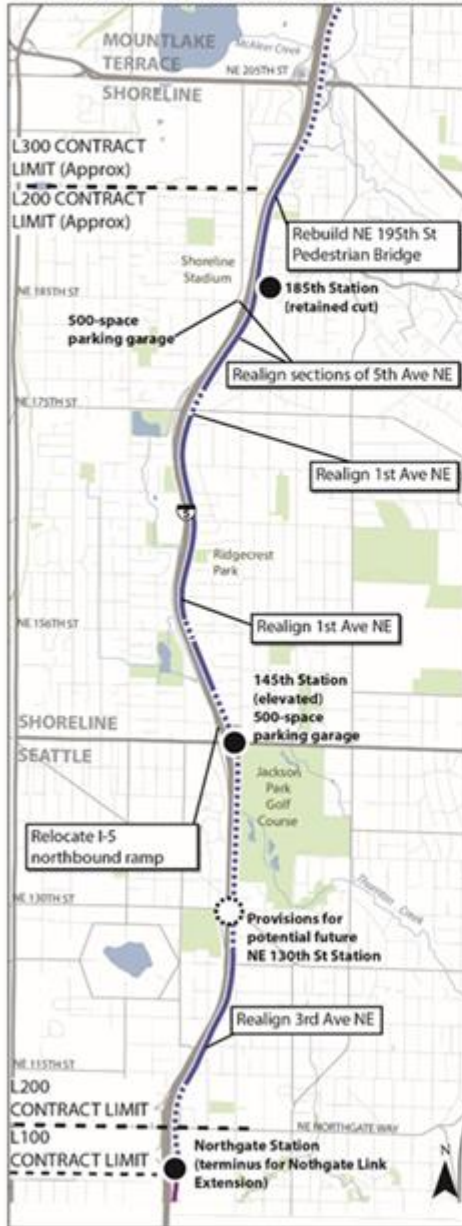 MOUNTLAKE
TERRACE
McAleer Creek
NE 205TH ST
SHORELINE
L300 CONTRACT
LIMIT (Approx)
L200 CONTRACT
LIMIT (Approx)
Rebuild NE 195th St
Pedestrian Bridge
Shoreline
Stadium
185th Station
(retained cut)
NE 185TH ST
500-space
parking garage
Realign sections of 5th Ave NE
NE 175TH ST
Realign 1st Ave NE
5
Ridgecrest
Park
NE 156TH ST
Realign 1st Ave NE
145th Station
(elevated)
500-space
parking garage
SHORELINE
SEATTLE
Jackson
Park
Golf
Course
Relocate I-5
northbound ramp
Thornton Creek
NE 130TH ST
Provisions for
potential future
NE 130th St Station
Realign 3rd Ave NE
NE 115TH ST
L200
CONTRACT LIMIT
NE NORTHGATE WAY
L100
CONTRACT LIMIT
Northgate Station
(terminus for Nothgate Link
Extension)
N